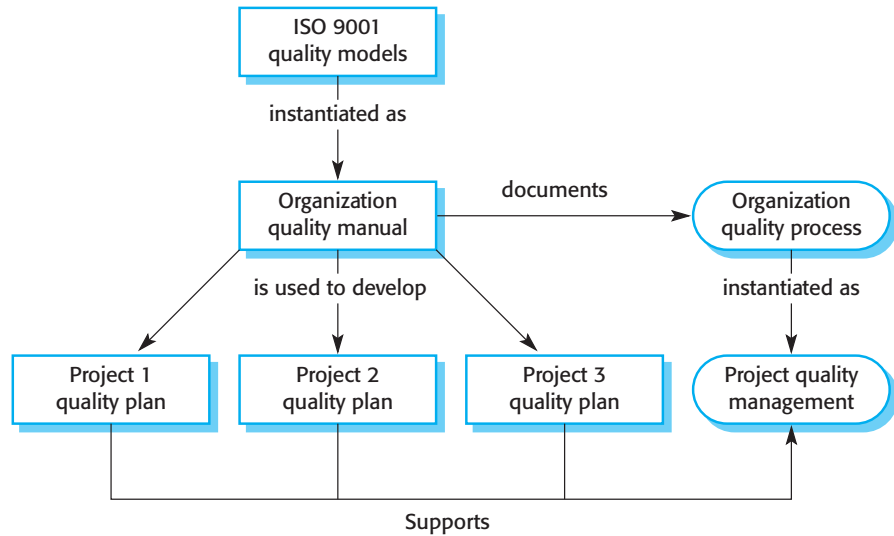 ISO 9001
quality models
instantiated as
Organization
quality manual
documents
Organization
quality process
is used to develop
instantiated as
Project 1
quality plan
Project 2
quality plan
Project 3
quality plan
Project quality
management
Supports